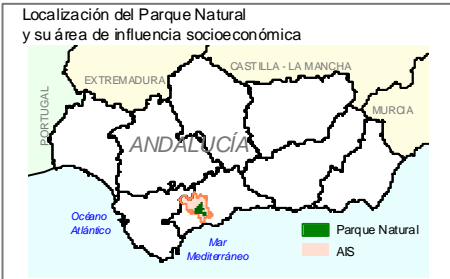 Localización del Parque Natural
y su área de influencia socioeconómica
CASTILLA - LA MANCHA
EXTREMADURA
MURCIA
PORTUGAL
ANDALUCÍA
Océano
Atlántico
Mar
Mediterráneo
Parque Natural
AIS